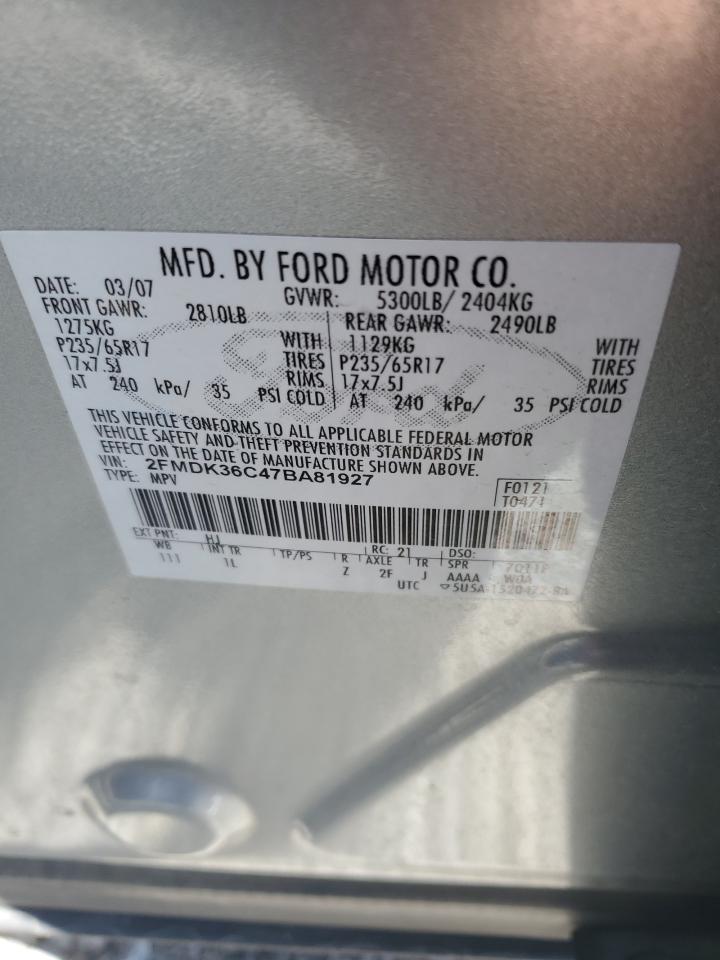 MFD. BY FORD MOTOR CO.
DATE: 03/07
GVWR: 5300LB/ 2404KG
FRONT GAWR: 2810LB
REAR GAWR: 2490LB
1275KG WITH
1129KG WITH
P235/65R17 TIRES
P235/65R17 TIRES
17x7.5J RIMS
17x7.5J RIMS
AT 240 kPa/ 35 PSI COLD
AT 240 kPa/ 35 PSI COLD
THIS VEHICLE CONFORMS TO ALL APPLICABLE FEDERAL MOTOR
VEHICLE SAFETY AND THEFT PREVENTION STANDARDS IN
EFFECT ON THE DATE OF MANUFACTURE SHOWN ABOVE.
VIN: 2FMDK36C47BA81927
TYPE: MPV
F0121
T0474
EXT PNT: HJ RC: 21 DSO:
WB INT TR TP/PS R AXLE TR SPR
111 1L Z 2F J AAAA
UTC
Ford